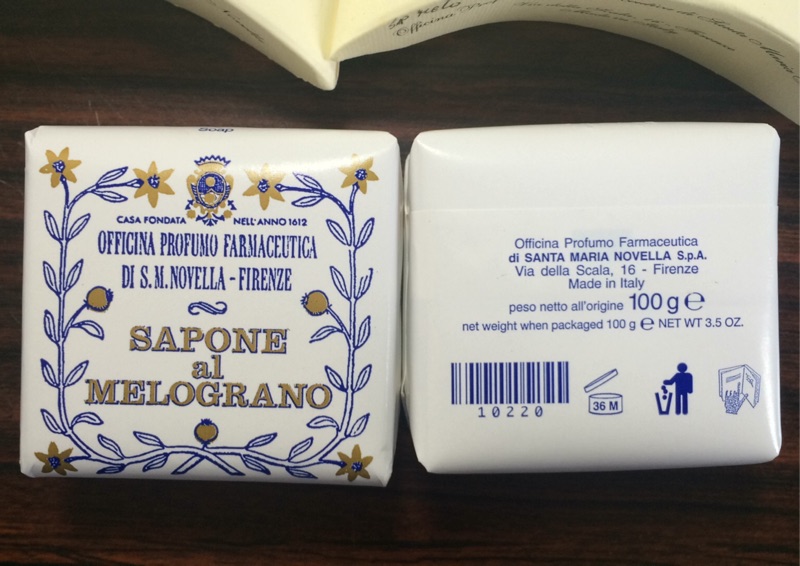 Soap
CASA FONDATA NELL'ANNO 1612
OFFICINA PROFUMO FARMACEUTICA
DI S.M.NOVELLA-FIRENZE
SAPONE
al
MELOGRANO
Officina Profumo Farmaceutica
di SANTA MARIA NOVELLA S.p.A.
Via della Scala, 16 - Firenze
Made in Italy
peso netto all'origine 100 g ℮
net weight when packaged 100 g ℮ NET WT 3.5 OZ.
10220
36 M